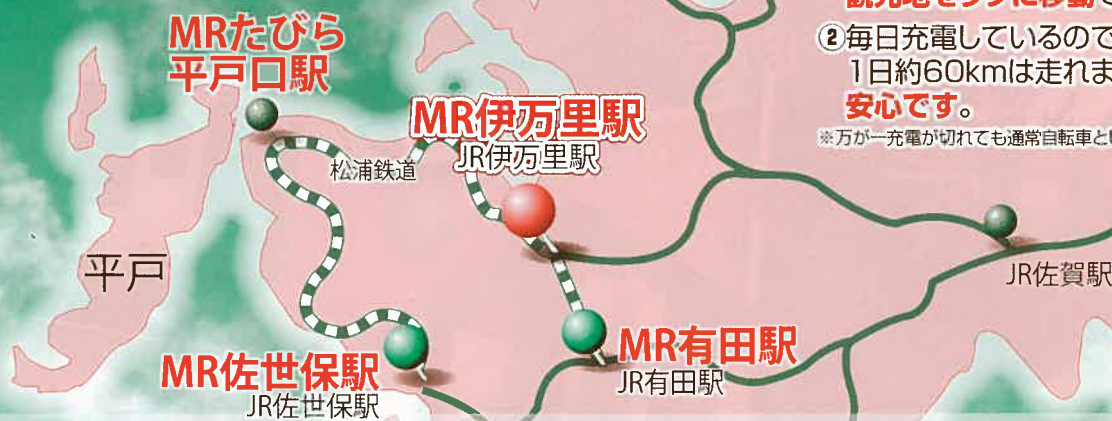 MRたびら
平戸口駅
MR伊万里駅
JR伊万里駅
松浦鉄道
平戸
MR佐世保駅
JR佐世保駅
MR有田駅
JR有田駅
JR佐賀駅
②毎日充電しているので
1日約60kmは走れま
安心です。
※万が一充電が切れても通常自転車と